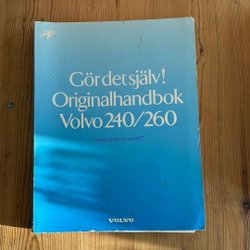 Gör det själv!
Originalhandbok
Volvo 240/260
VOLVO